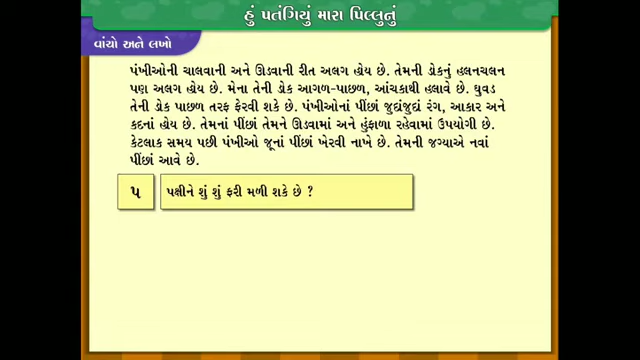 હું પતંગિયું મારા પિલ્લુનું
વાંચો અને લખો
પંખીઓની ચાલવાની અને ઊડવાની રીત અલગ હોય છે. તેમની ડોકનું હલનચલન
પણ અલગ હોય છે. મેના તેની ડોક આગળ-પાછળ, આંચકાથી હલાવે છે. ઘુવડ
તેની ડોક પાછળ તરફ ફેરવી શકે છે. પંખીઓનાં પીંછાં જુદાંજુદાં રંગ, આકાર અને
કદનાં હોય છે. તેમનાં પીંછાં તેમને ઊડવામાં અને હુંફાળા રહેવામાં ઉપયોગી છે.
કેટલાક સમય પછી પંખીઓ જૂનાં પીંછાં ખેરવી નાખે છે. તેમની જગ્યાએ નવાં
પીંછાં આવે છે.
૫ પક્ષીને શું શું ફરી મળી શકે છે ?